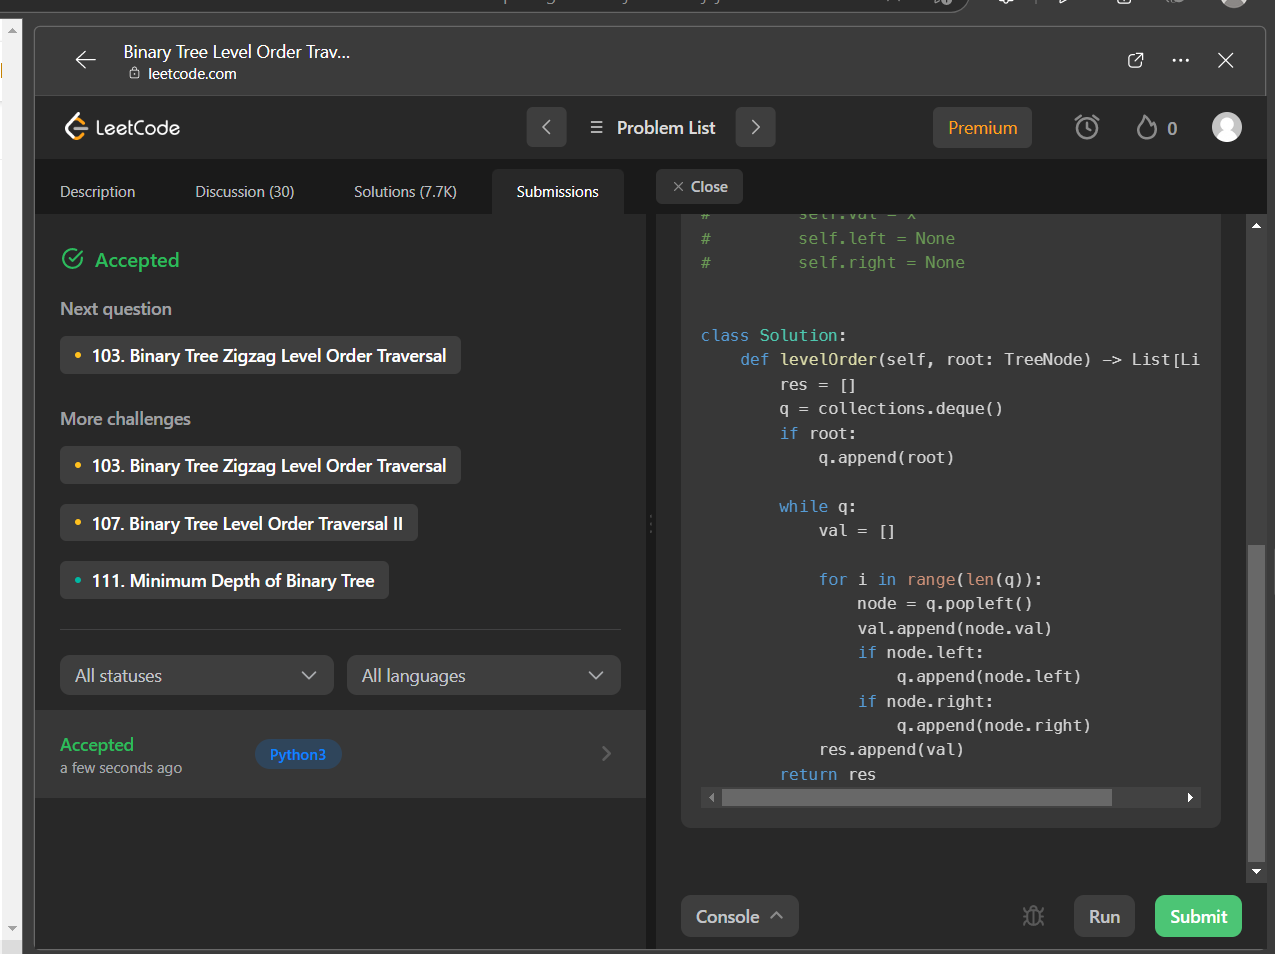 Binary Tree Level Order Trav...
leetcode.com
LeetCode
Problem List
Premium
0
Description
Discussion (30)
Solutions (7.7K)
Submissions
Close
Accepted
Next question
103. Binary Tree Zigzag Level Order Traversal
More challenges
103. Binary Tree Zigzag Level Order Traversal
107. Binary Tree Level Order Traversal II
111. Minimum Depth of Binary Tree
All statuses
All languages
Accepted
a few seconds ago
Python3
#         self.val = x
#         self.left = None
#         self.right = None
class Solution:
    def levelOrder(self, root: TreeNode) -> List[Li
        res = []
        q = collections.deque()
        if root:
            q.append(root)
        while q:
            val = []
            for i in range(len(q)):
                node = q.popleft()
                val.append(node.val)
                if node.left:
                    q.append(node.left)
                if node.right:
                    q.append(node.right)
            res.append(val)
        return res
Console
Run
Submit